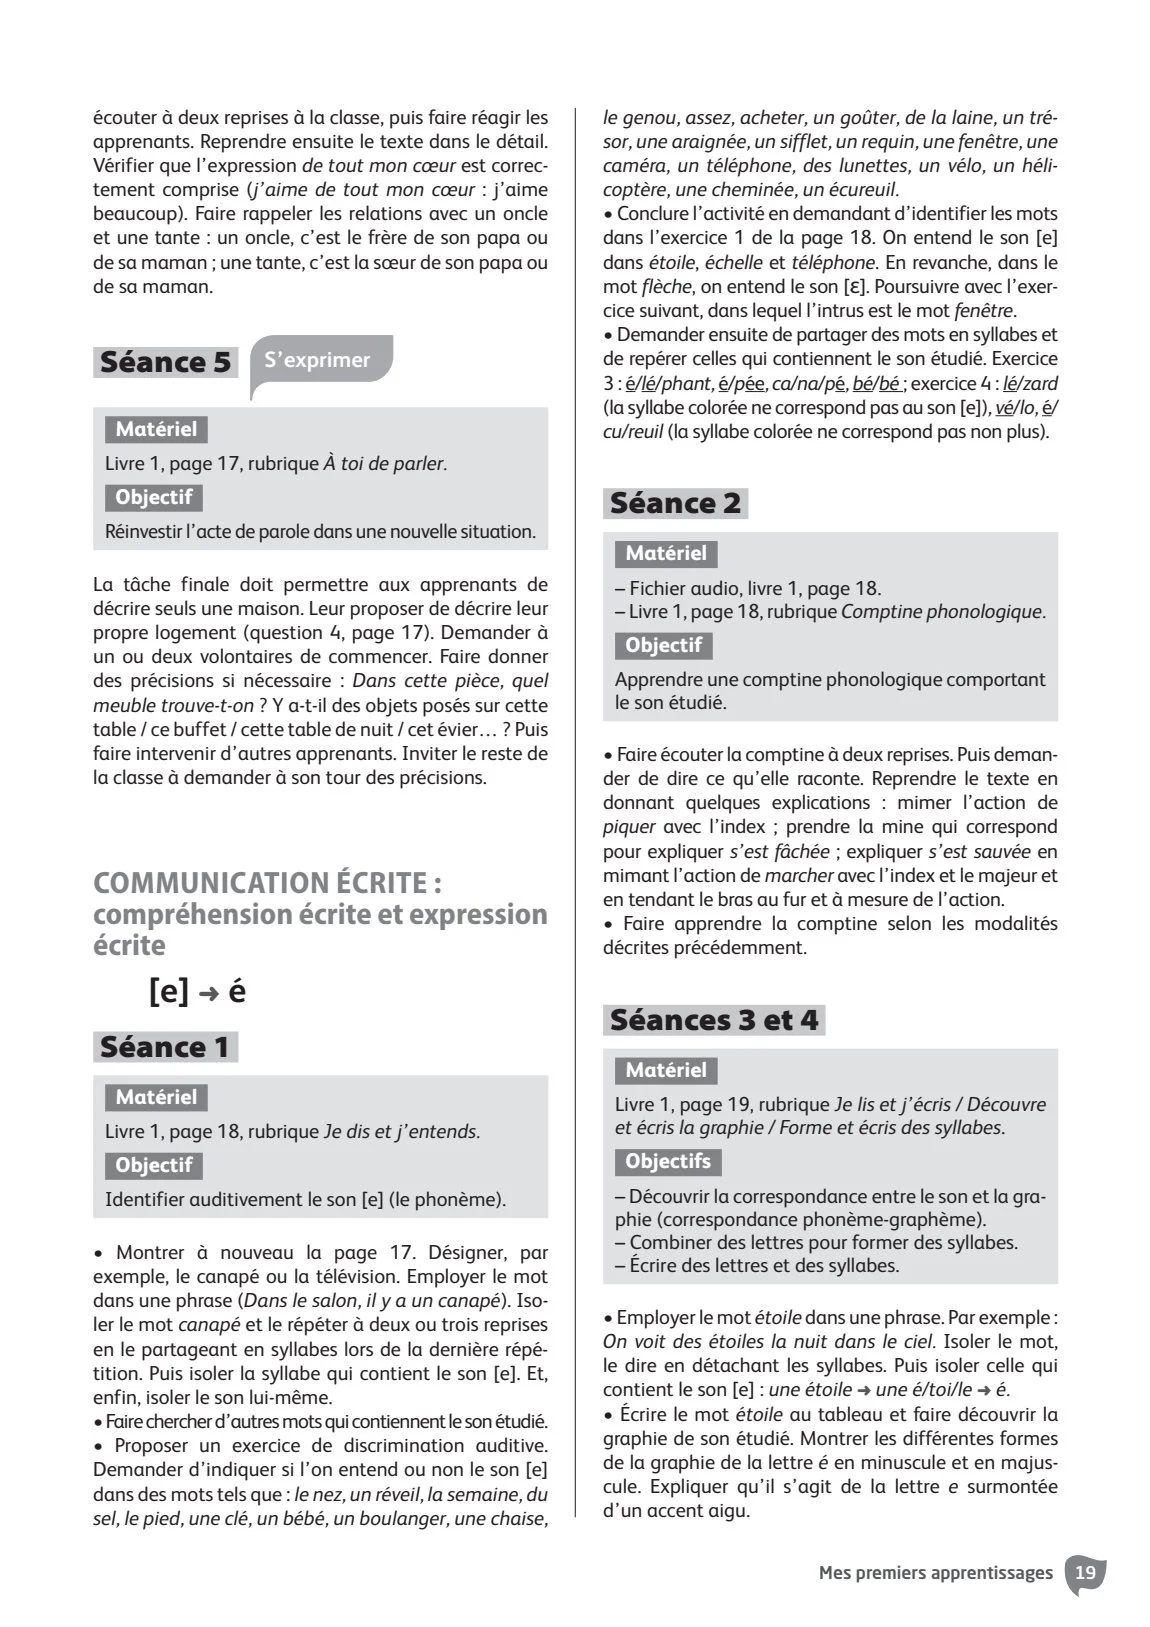 écouter à deux reprises à la classe, puis faire réagir les
apprenants. Reprendre ensuite le texte dans le détail.
Vérifier que l’expression de tout mon cœur est correc-
tement comprise (j’aime de tout mon cœur : j’aime
beaucoup). Faire rappeler les relations avec un oncle
et une tante : un oncle, c’est le frère de son papa ou
de sa maman ; une tante, c’est la sœur de son papa ou
de sa maman.
Séance 5 S’exprimer
Matériel
Livre 1, page 17, rubrique À toi de parler.
Objectif
Réinvestir l’acte de parole dans une nouvelle situation.
La tâche finale doit permettre aux apprenants de
décrire seuls une maison. Leur proposer de décrire leur
propre logement (question 4, page 17). Demander à
un ou deux volontaires de commencer. Faire donner
des précisions si nécessaire : Dans cette pièce, quel
meuble trouve-t-on ? Y a-t-il des objets posés sur cette
table / ce buffet / cette table de nuit / cet évier… ? Puis
faire intervenir d’autres apprenants. Inviter le reste de
la classe à demander à son tour des précisions.
COMMUNICATION ÉCRITE :
compréhension écrite et expression
écrite
[e] ➜ é
Séance 1
Matériel
Livre 1, page 18, rubrique Je dis et j’entends.
Objectif
Identifier auditivement le son [e] (le phonème).
• Montrer à nouveau la page 17. Désigner, par
exemple, le canapé ou la télévision. Employer le mot
dans une phrase (Dans le salon, il y a un canapé). Iso-
ler le mot canapé et le répéter à deux ou trois reprises
en le partageant en syllabes lors de la dernière répé-
tition. Puis isoler la syllabe qui contient le son [e]. Et,
enfin, isoler le son lui-même.
• Faire chercher d’autres mots qui contiennent le son étudié.
• Proposer un exercice de discrimination auditive.
Demander d’indiquer si l’on entend ou non le son [e]
dans des mots tels que : le nez, un réveil, la semaine, du
sel, le pied, une clé, un bébé, un boulanger, une chaise,
le genou, assez, acheter, un goûter, de la laine, un tré-
sor, une araignée, un sifflet, un requin, une fenêtre, une
caméra, un téléphone, des lunettes, un vélo, un héli-
coptère, une cheminée, un écureuil.
• Conclure l’activité en demandant d’identifier les mots
dans l’exercice 1 de la page 18. On entend le son [e]
dans étoile, échelle et téléphone. En revanche, dans le
mot flèche, on entend le son [ɛ]. Poursuivre avec l’exer-
cice suivant, dans lequel l’intrus est le mot fenêtre.
• Demander ensuite de partager des mots en syllabes et
de repérer celles qui contiennent le son étudié. Exercice
3 : é/lé/phant, é/pée, ca/na/pé, bé/bé ; exercice 4 : lé/zard
(la syllabe colorée ne correspond pas au son [e]), vé/lo, é/
cu/reuil (la syllabe colorée ne correspond pas non plus).
Séance 2
Matériel
– Fichier audio, livre 1, page 18.
– Livre 1, page 18, rubrique Comptine phonologique.
Objectif
Apprendre une comptine phonologique comportant
le son étudié.
• Faire écouter la comptine à deux reprises. Puis deman-
der de dire ce qu’elle raconte. Reprendre le texte en
donnant quelques explications : mimer l’action de
piquer avec l’index ; prendre la mine qui correspond
pour expliquer s’est fâchée ; expliquer s’est sauvée en
mimant l’action de marcher avec l’index et le majeur et
en tendant le bras au fur et à mesure de l’action.
• Faire apprendre la comptine selon les modalités
décrites précédemment.
Séances 3 et 4
Matériel
Livre 1, page 19, rubrique Je lis et j’écris / Découvre
et écris la graphie / Forme et écris des syllabes.
Objectifs
– Découvrir la correspondance entre le son et la gra-
phie (correspondance phonème-graphème).
– Combiner des lettres pour former des syllabes.
– Écrire des lettres et des syllabes.
• Employer le mot étoile dans une phrase. Par exemple :
On voit des étoiles la nuit dans le ciel. Isoler le mot,
le dire en détachant les syllabes. Puis isoler celle qui
contient le son [e] : une étoile ➜ une é/toi/le ➜ é.
• Écrire le mot étoile au tableau et faire découvrir la
graphie de son étudié. Montrer les différentes formes
de la graphie de la lettre é en minuscule et en majus-
cule. Expliquer qu’il s’agit de la lettre e surmontée
d’un accent aigu.
Mes premiers apprentissages 19